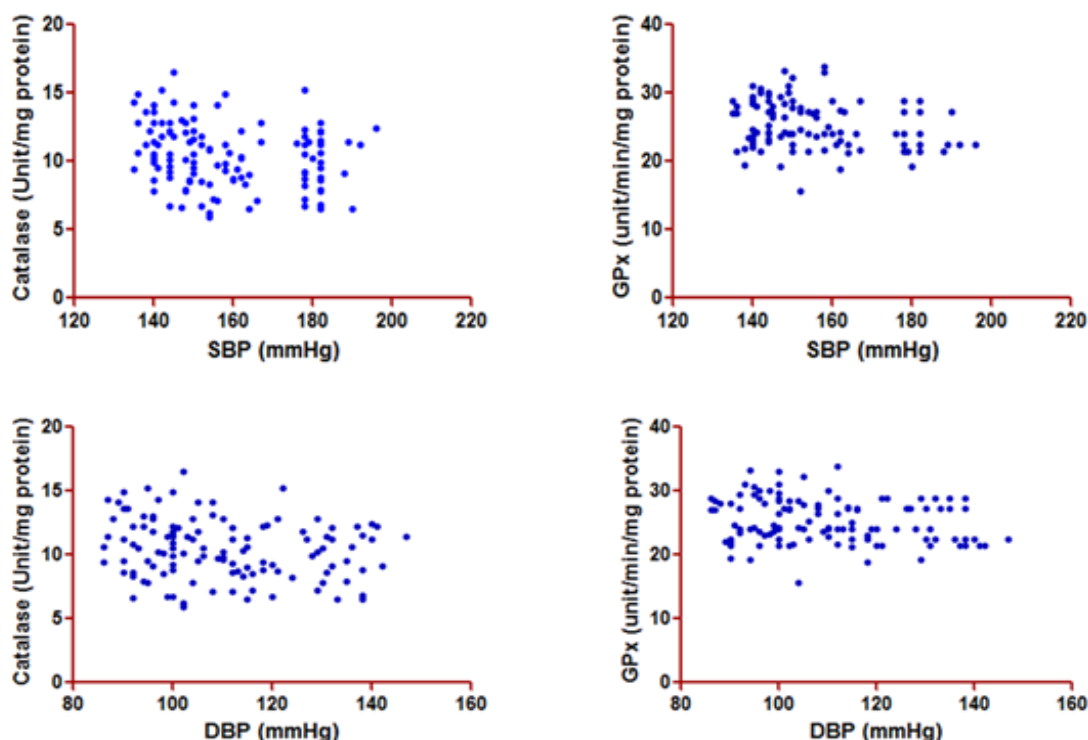 Catalase (Unit/mg protein)
20
15
10
5
0
120 140 160 180 200 220
SBP (mmHg)
GPx (unit/min/mg protein)
40
30
20
10
0
120 140 160 180 200 220
SBP (mmHg)
Catalase (Unit/mg protein)
20
15
10
5
0
80 100 120 140 160
DBP (mmHg)
GPx (unit/min/mg protein)
40
30
20
10
0
80 100 120 140 160
DBP (mmHg)